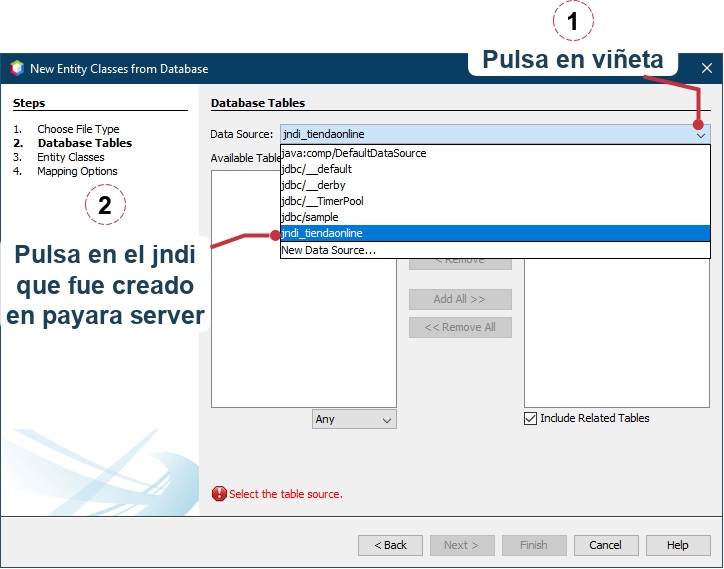 1
Pulsa en viñeta
New Entity Classes from Database
Steps
1. Choose File Type
2. Database Tables
3. Entity Classes
4. Mapping Options
2
Pulsa en el jndi
que fue creado
en payara server
Database Tables
Data Source: jndi_tiendaonline
java:comp/DefaultDataSource
jdbc/__default
jdbc/__derby
jdbc/__TimerPool
jdbc/sample
jndi_tiendaonline
New Data Source...
Available Table
< Remove
Add All >>
<< Remove All
Any
Include Related Tables
Select the table source.
< Back
Next >
Finish
Cancel
Help